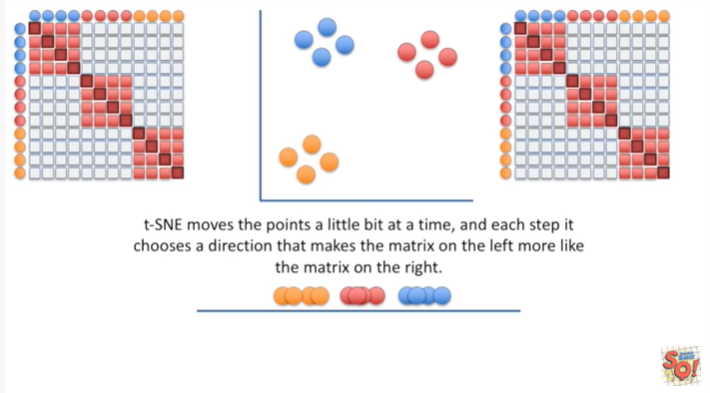 t-SNE moves the points a little bit at a time, and each step it
chooses a direction that makes the matrix on the left more like
the matrix on the right.
SQ!